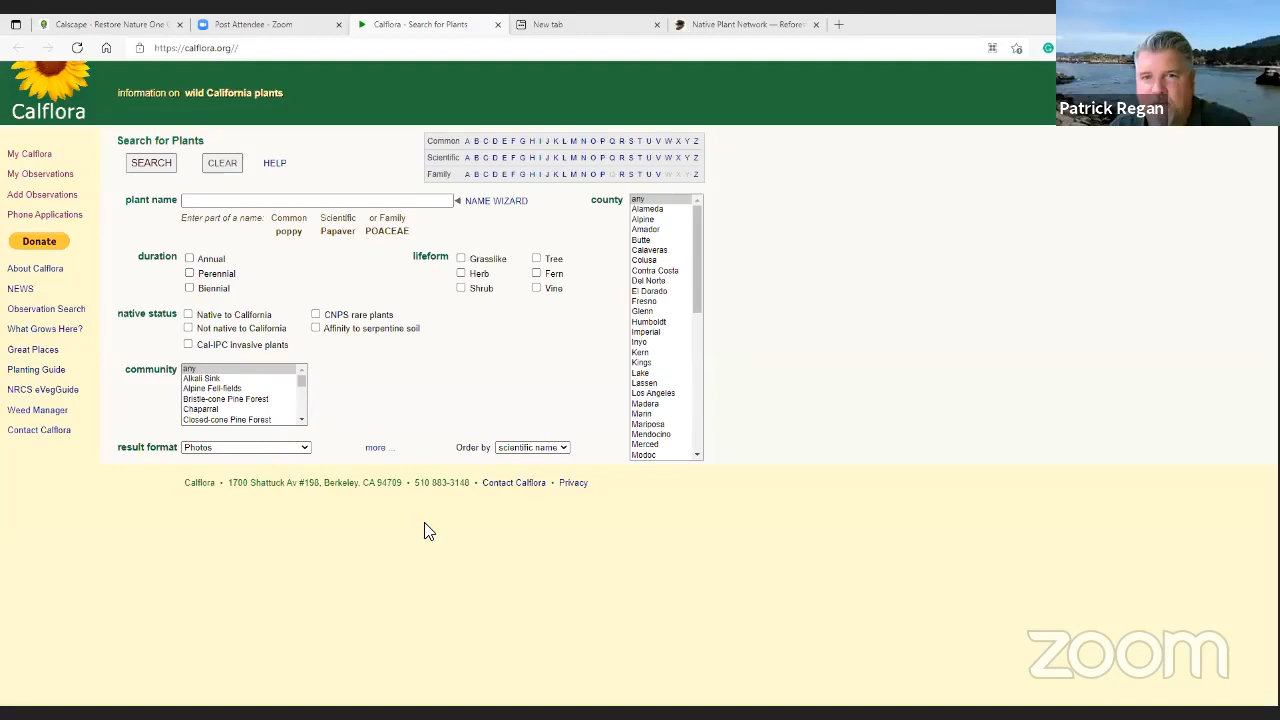 Calscape - Restore Nature One G
Post Attendee - Zoom
Calflora - Search for Plants
New tab
Native Plant Network — Refores
https://calflora.org//
Patrick Regan
Calflora
information on wild California plants
My Calflora
My Observations
Add Observations
Phone Applications
Donate
About Calflora
NEWS
Observation Search
What Grows Here?
Great Places
Planting Guide
NRCS eVegGuide
Weed Manager
Contact Calflora
Search for Plants
SEARCH CLEAR HELP
Common A B C D E F G H I J K L M N O P Q R S T U V W X Y Z
Scientific A B C D E F G H I J K L M N O P Q R S T U V W X Y Z
Family A B C D E F G H I J K L M N O P Q R S T U V W X Y Z
plant name NAME WIZARD
Enter part of a name: Common Scientific or Family
poppy Papaver POACEAE
duration Annual
Perennial
Biennial
lifeform Grasslike Tree
Herb Fern
Shrub Vine
native status Native to California CNPS rare plants
Not native to California Affinity to serpentine soil
Cal-IPC invasive plants
community any
Alkali Sink
Alpine Fell-fields
Bristle-cone Pine Forest
Chaparral
Closed-cone Pine Forest
result format Photos more ... Order by scientific name
county any
Alameda
Alpine
Amador
Butte
Calaveras
Colusa
Contra Costa
Del Norte
El Dorado
Fresno
Glenn
Humboldt
Imperial
Inyo
Kern
Kings
Lake
Lassen
Los Angeles
Madera
Marin
Mariposa
Mendocino
Merced
Modoc
Calflora • 1700 Shattuck Av #198, Berkeley, CA 94709 • 510 883-3148 • Contact Calflora • Privacy
zoom